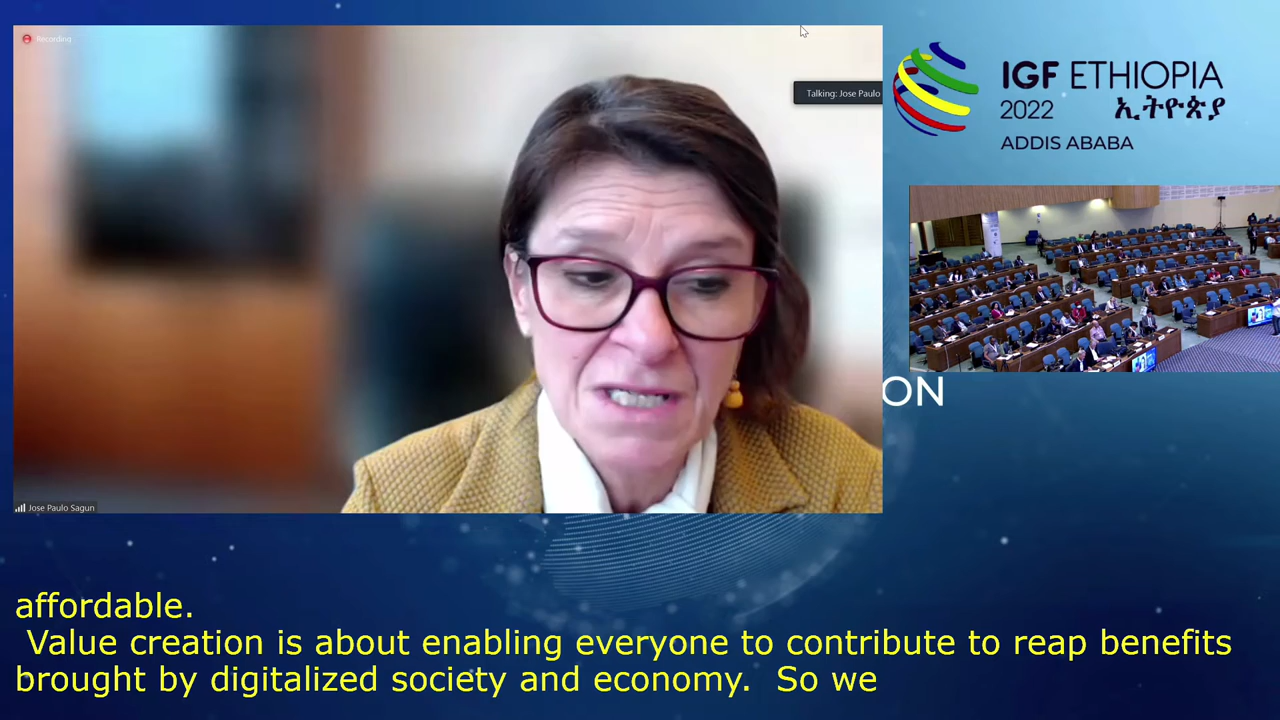 Recording
Talking: Jose Paulo
IGF ETHIOPIA
2022 ኢትዮጵያ
ADDIS ABABA
ON
Jose Paulo Sagun
affordable.
Value creation is about enabling everyone to contribute to reap benefits
brought by digitalized society and economy. So we